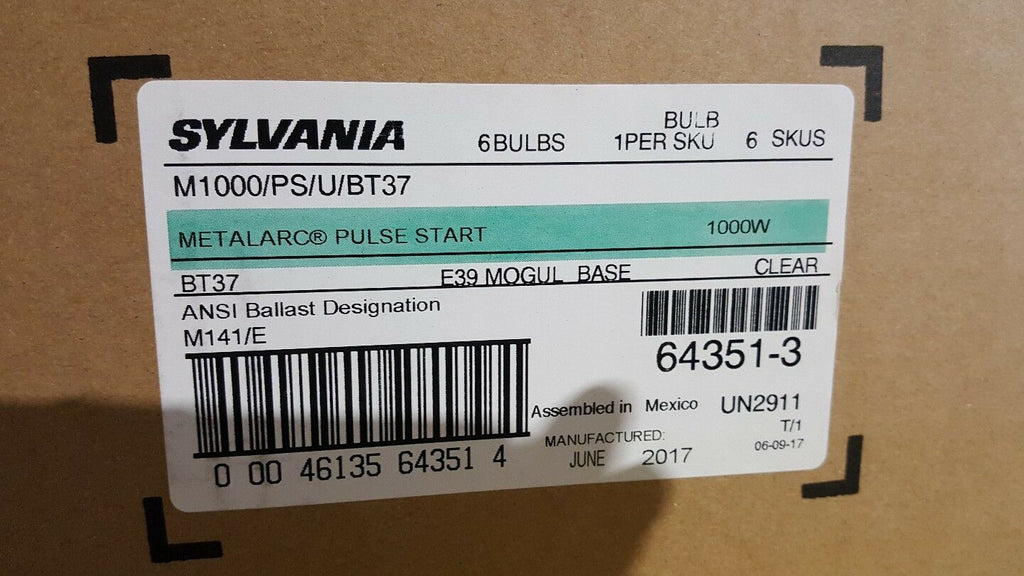 SYLVANIA 6BULBS BULB 1PER SKU 6 SKUS
M1000/PS/U/BT37
METALARC® PULSE START 1000W
BT37 E39 MOGUL BASE CLEAR
ANSI Ballast Designation
M141/E
64351-3
Assembled in Mexico UN2911
T/1
MANUFACTURED: 06-09-17
JUNE 2017
0 00 46135 64351 4